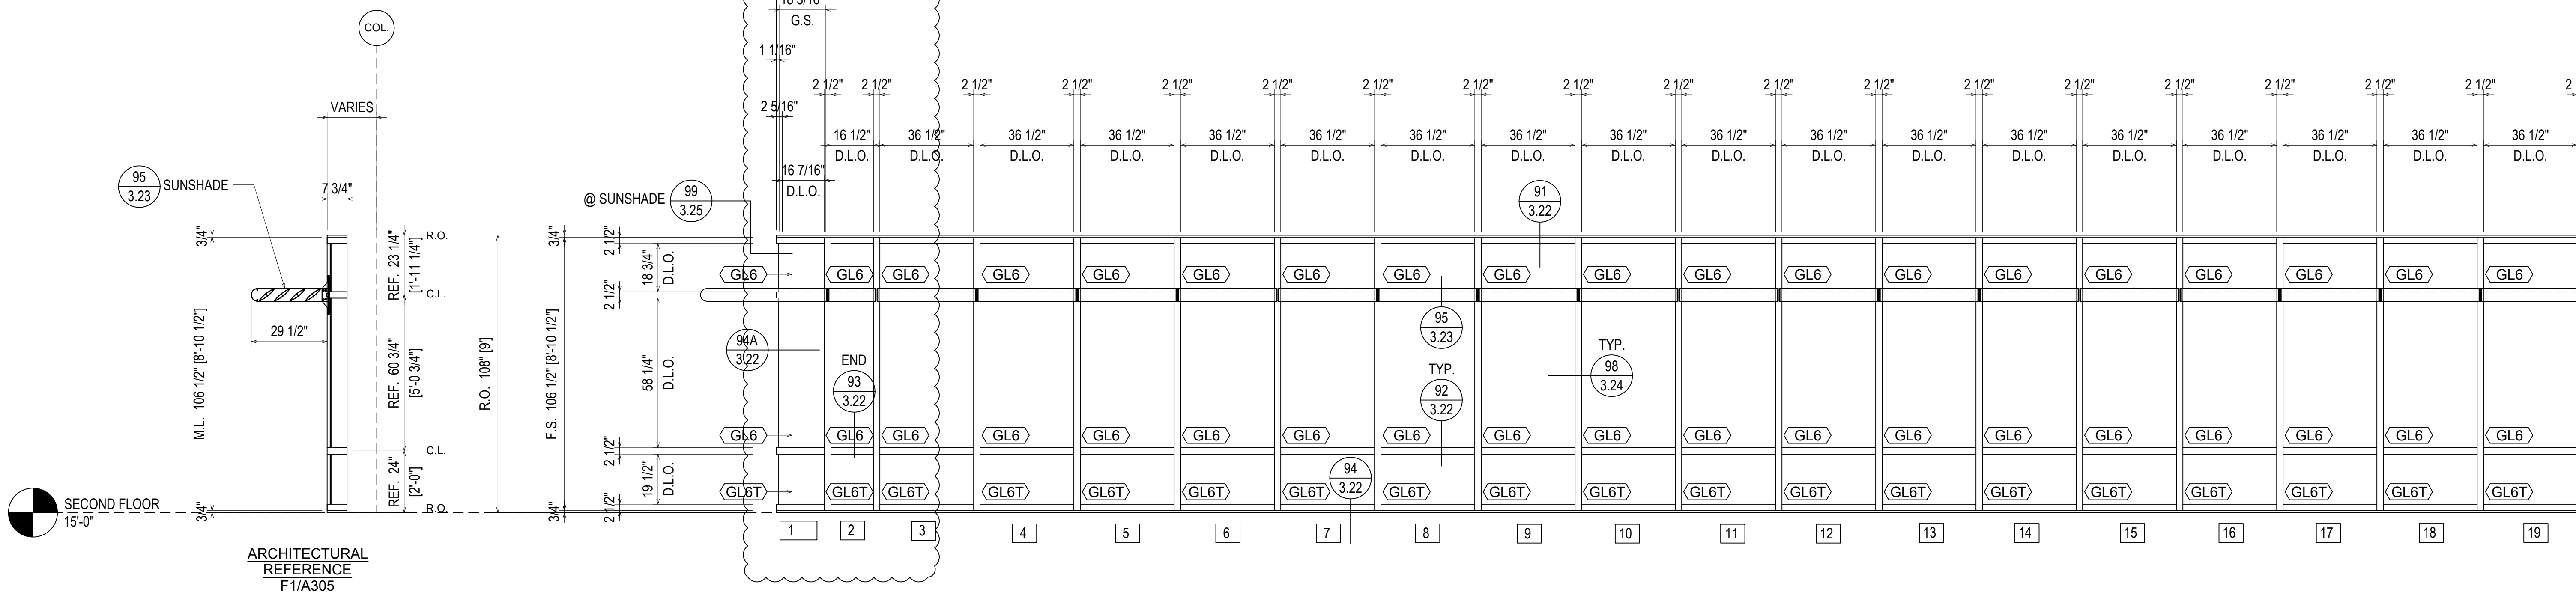 COL.
VARIES
95
3.23
SUNSHADE
7 3/4"
3/4"
M.L. 106 1/2" [8'-10 1/2"]
3/4"
29 1/2"
R.O.
REF. 23 1/4"
[1'-11 1/4"]
C.L.
REF. 60 3/4"
[5'-0 3/4"]
C.L.
REF. 24"
[2'-0"]
R.O.
SECOND FLOOR
15'-0"
ARCHITECTURAL
REFERENCE
F1/A305
R.O. 108" [9']
3/4"
F.S. 106 1/2" [8'-10 1/2"]
3/4"
2 1/2"
18 3/4"
D.L.O.
2 1/2"
58 1/4"
D.L.O.
2 1/2"
19 1/2"
D.L.O.
2 1/2"
G.S.
1 1/16"
2 5/16"
16 7/16"
D.L.O.
@ SUNSHADE
99
3.25
2 1/2" 2 1/2" 2 1/2" 2 1/2" 2 1/2" 2 1/2" 2 1/2" 2 1/2" 2 1/2" 2 1/2" 2 1/2" 2 1/2" 2 1/2" 2 1/2" 2 1/2" 2 1/2" 2 1/2" 2 1/2" 2
16 1/2" 36 1/2" 36 1/2" 36 1/2" 36 1/2" 36 1/2" 36 1/2" 36 1/2" 36 1/2" 36 1/2" 36 1/2" 36 1/2" 36 1/2" 36 1/2" 36 1/2" 36 1/2" 36 1/2" 36 1/2"
D.L.O. D.L.O. D.L.O. D.L.O. D.L.O. D.L.O. D.L.O. D.L.O. D.L.O. D.L.O. D.L.O. D.L.O. D.L.O. D.L.O. D.L.O. D.L.O. D.L.O. D.L.O.
91
3.22
GL6 GL6 GL6 GL6 GL6 GL6 GL6 GL6 GL6 GL6 GL6 GL6 GL6 GL6 GL6 GL6 GL6 GL6 GL6
95
3.23
94A
3.22
END
93
3.22
TYP.
92
3.22
TYP.
98
3.24
GL6 GL6 GL6 GL6 GL6 GL6 GL6 GL6 GL6 GL6 GL6 GL6 GL6 GL6 GL6 GL6 GL6 GL6 GL6
94
3.22
GL6T GL6T GL6T GL6T GL6T GL6T GL6T GL6T GL6T GL6T GL6T GL6T GL6T GL6T GL6T GL6T GL6T GL6T GL6T
1 2 3 4 5 6 7 8 9 10 11 12 13 14 15 16 17 18 19